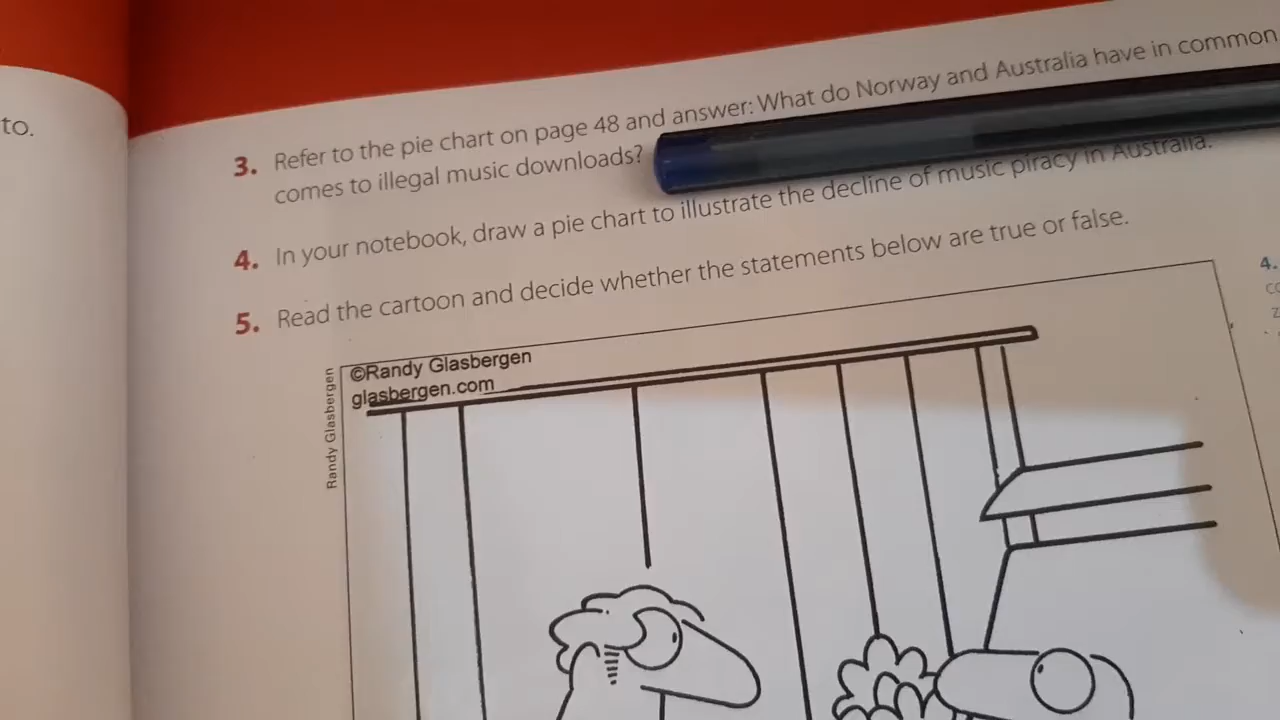 to.
3. Refer to the pie chart on page 48 and answer: What do Norway and Australia have in common
comes to illegal music downloads?
4. In your notebook, draw a pie chart to illustrate the decline of music piracy in Australia.
5. Read the cartoon and decide whether the statements below are true or false.
4.
©Randy Glasbergen
glasbergen.com
Randy Glasbergen